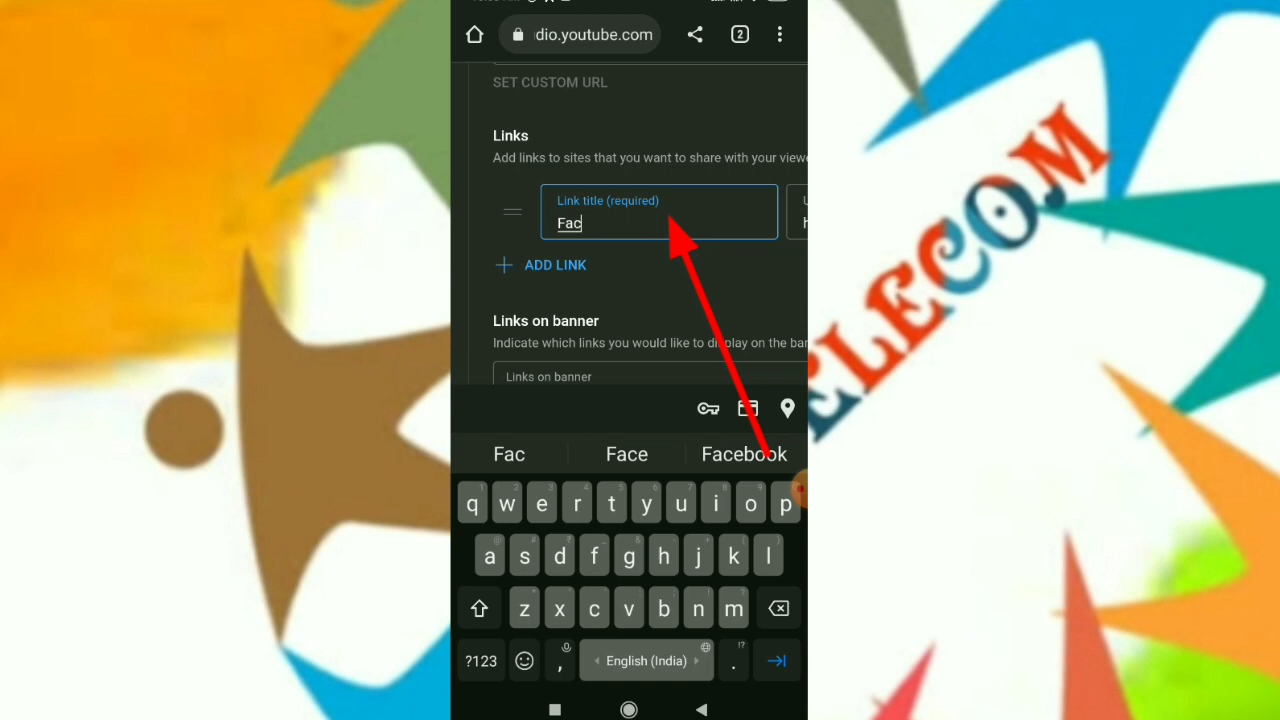 dio.youtube.com
2
SET CUSTOM URL
Links
Add links to sites that you want to share with your viewe
Link title (required)
Fac
ADD LINK
Links on banner
Indicate which links you would like to display on the bar
Links on banner
Fac Face Facebook
q w e r t y u i o p
a s d f g h j k l
z x c v b n m
?123 , English (India) .
ELECOM